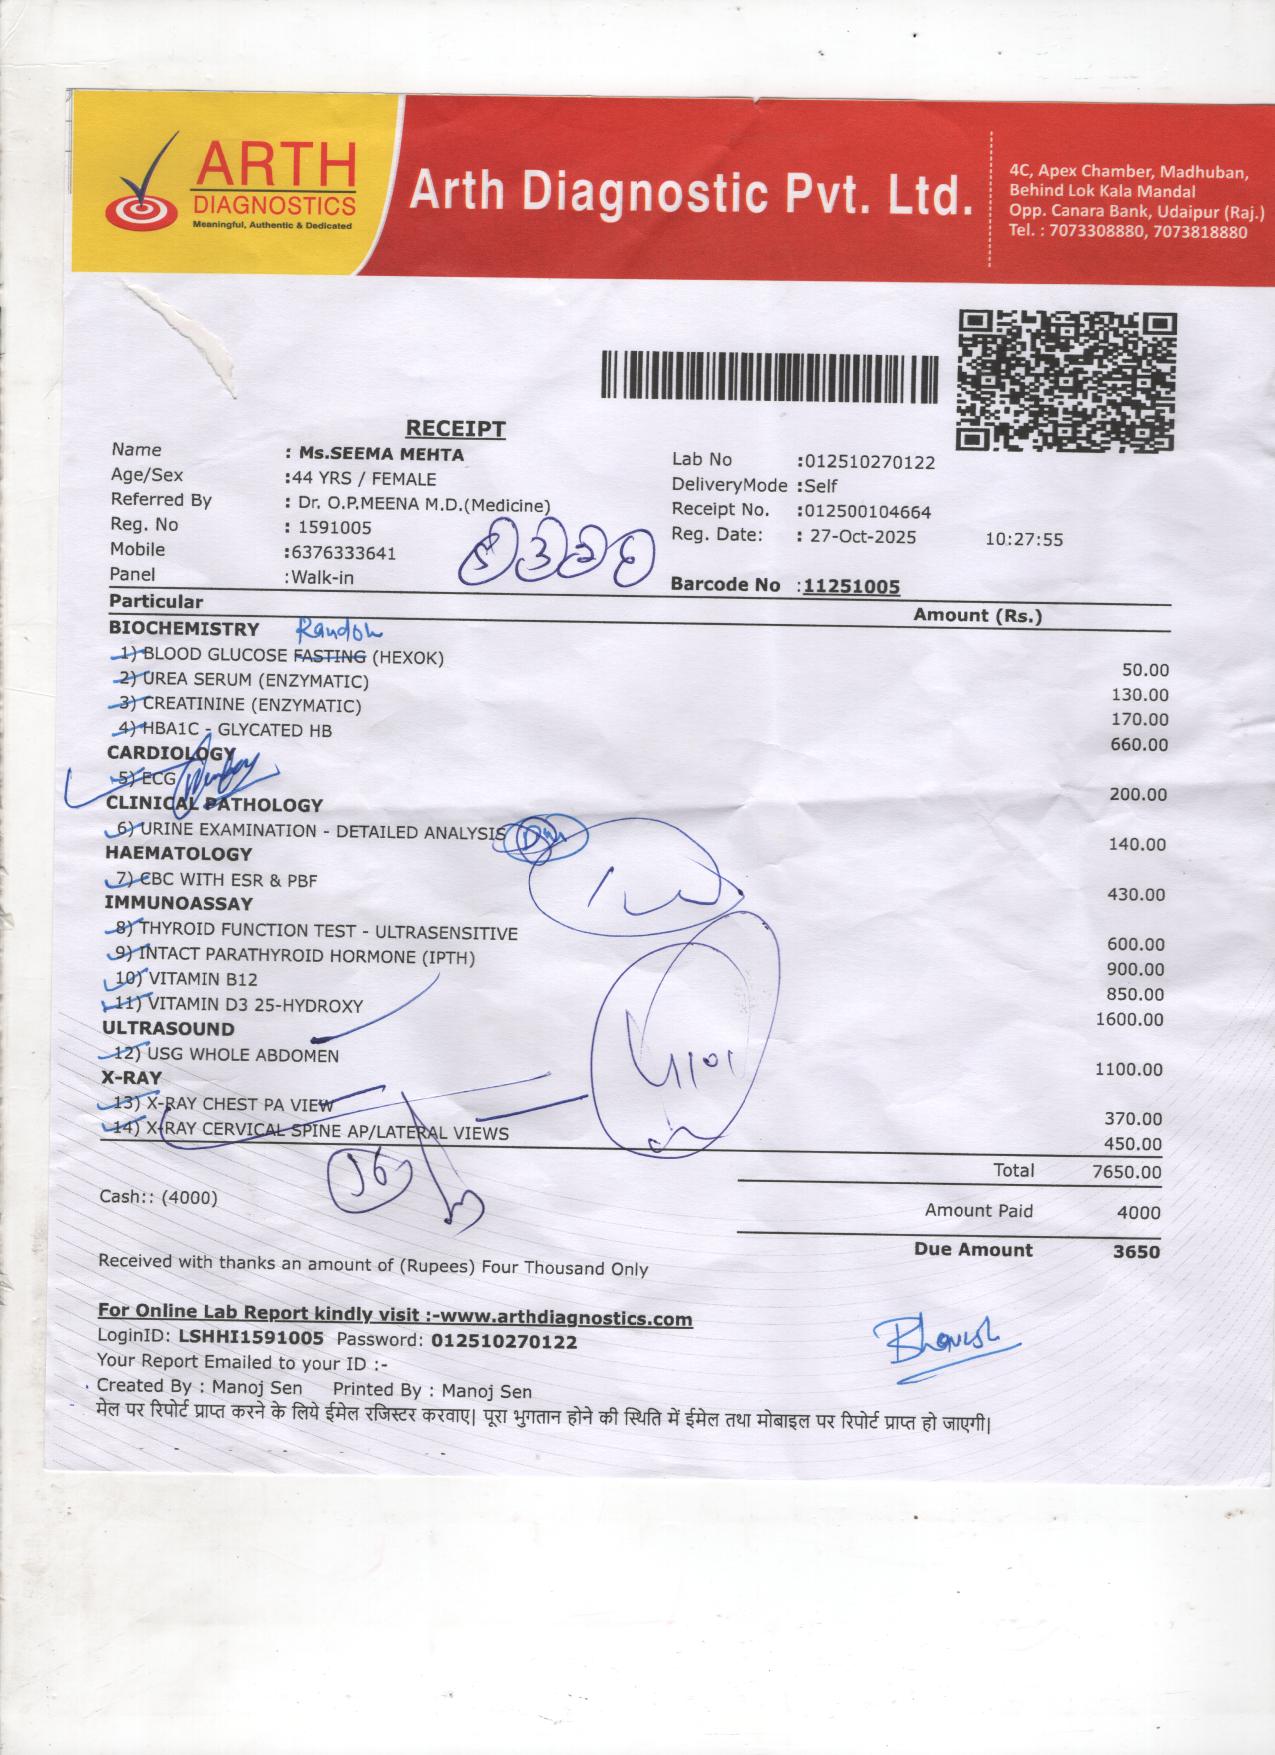 ARTH
DIAGNOSTICS
Meaningful, Authentic & Dedicated
Arth Diagnostic Pvt. Ltd.
4C, Apex Chamber, Madhuban,
Behind Lok Kala Mandal
Opp. Canara Bank, Udaipur (Raj.)
Tel. : 7073308880, 7073818880
RECEIPT
Name : Ms.SEEMA MEHTA
Lab No :012510270122
Age/Sex :44 YRS / FEMALE
DeliveryMode :Self
Referred By : Dr. O.P.MEENA M.D.(Medicine)
Receipt No. :012500104664
Reg. No : 1591005
Reg. Date: : 27-Oct-2025 10:27:55
Mobile :6376333641
Panel :Walk-in
Barcode No :11251005
Particular Amount (Rs.)
BIOCHEMISTRY Random
1) BLOOD GLUCOSE FASTING (HEXOK) 50.00
2) UREA SERUM (ENZYMATIC) 130.00
3) CREATININE (ENZYMATIC) 170.00
4) HBA1C - GLYCATED HB 660.00
CARDIOLOGY
5) ECG 200.00
CLINICAL PATHOLOGY
6) URINE EXAMINATION - DETAILED ANALYSIS 140.00
HAEMATOLOGY
7) CBC WITH ESR & PBF 430.00
IMMUNOASSAY
8) THYROID FUNCTION TEST - ULTRASENSITIVE 600.00
9) INTACT PARATHYROID HORMONE (IPTH) 900.00
10) VITAMIN B12 850.00
11) VITAMIN D3 25-HYDROXY 1600.00
ULTRASOUND
12) USG WHOLE ABDOMEN 1100.00
X-RAY
13) X-RAY CHEST PA VIEW 370.00
14) X-RAY CERVICAL SPINE AP/LATERAL VIEWS 450.00
Total 7650.00
Cash:: (4000)
Amount Paid 4000
Due Amount 3650
Received with thanks an amount of (Rupees) Four Thousand Only
For Online Lab Report kindly visit :-www.arthdiagnostics.com
LoginID: LSHHI1591005 Password: 012510270122
Your Report Emailed to your ID :-
Created By : Manoj Sen Printed By : Manoj Sen
मेल पर रिपोर्ट प्राप्त करने के लिये ईमेल रजिस्टर करवाए। पूरा भुगतान होने की स्थिति में ईमेल तथा मोबाइल पर रिपोर्ट प्राप्त हो जाएगी।